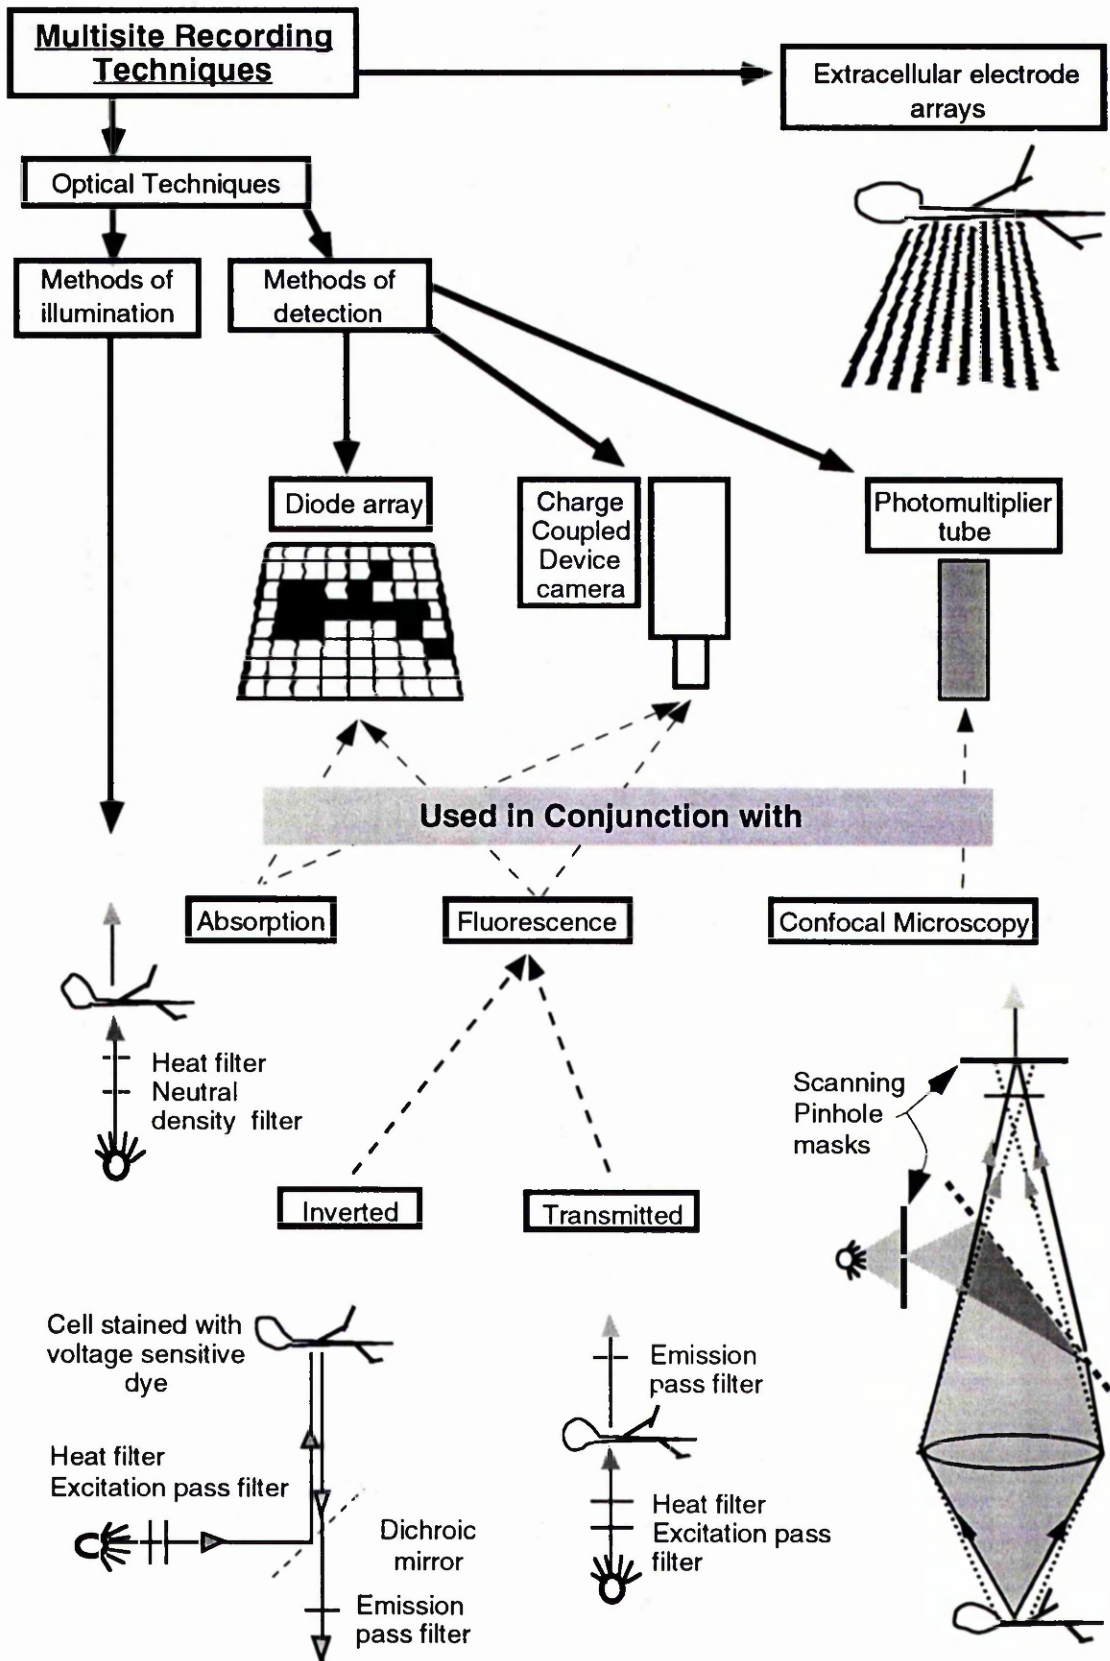 Multisite Recording
Techniques
Extracellular electrode
arrays
Optical Techniques
Methods of
illumination
Methods of
detection
Diode array
Charge
Coupled
Device
camera
Photomultiplier
tube
Used in Conjunction with
Absorption
Fluorescence
Confocal Microscopy
Heat filter
Neutral
density filter
Scanning
Pinhole
masks
Inverted
Transmitted
Cell stained with
voltage sensitive
dye
Emission
pass filter
Heat filter
Excitation pass filter
Dichroic
mirror
Emission
pass filter
Heat filter
Excitation pass
filter